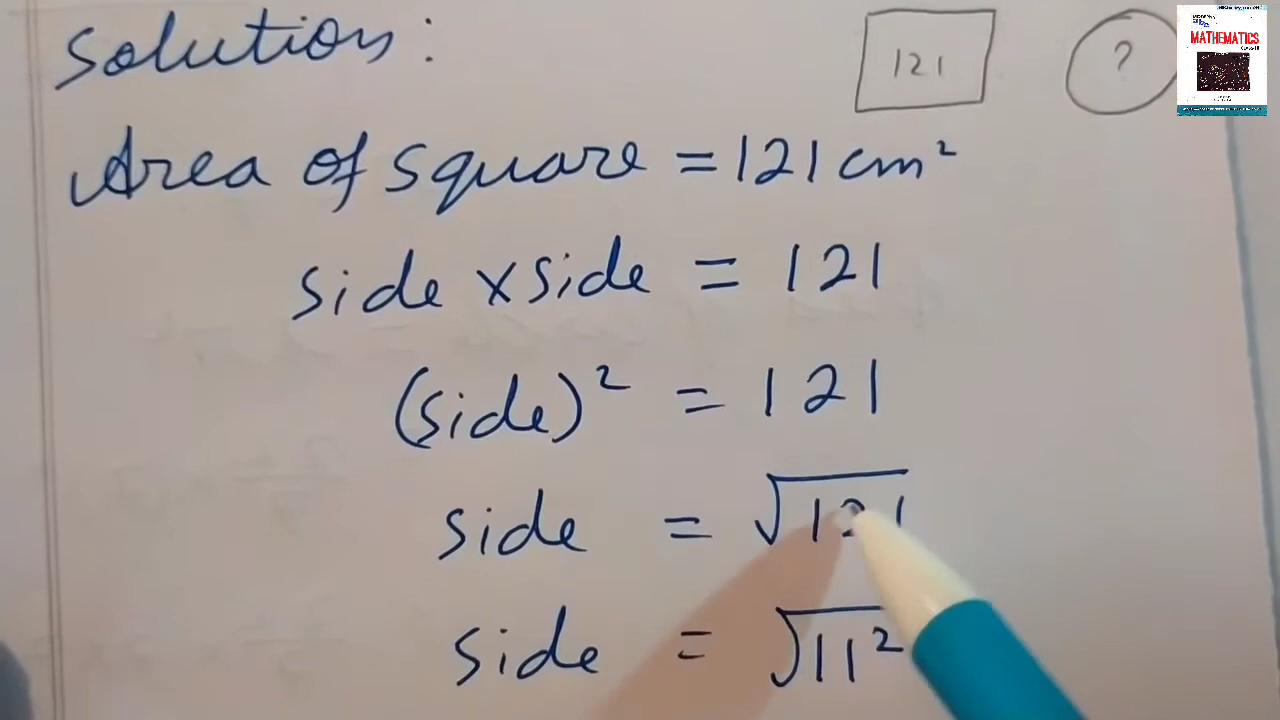 Solution:
121
?
MATHEMATICS
Area of square = 121 cm²
side × side = 121
(side)² = 121
side = √121
side = √11²